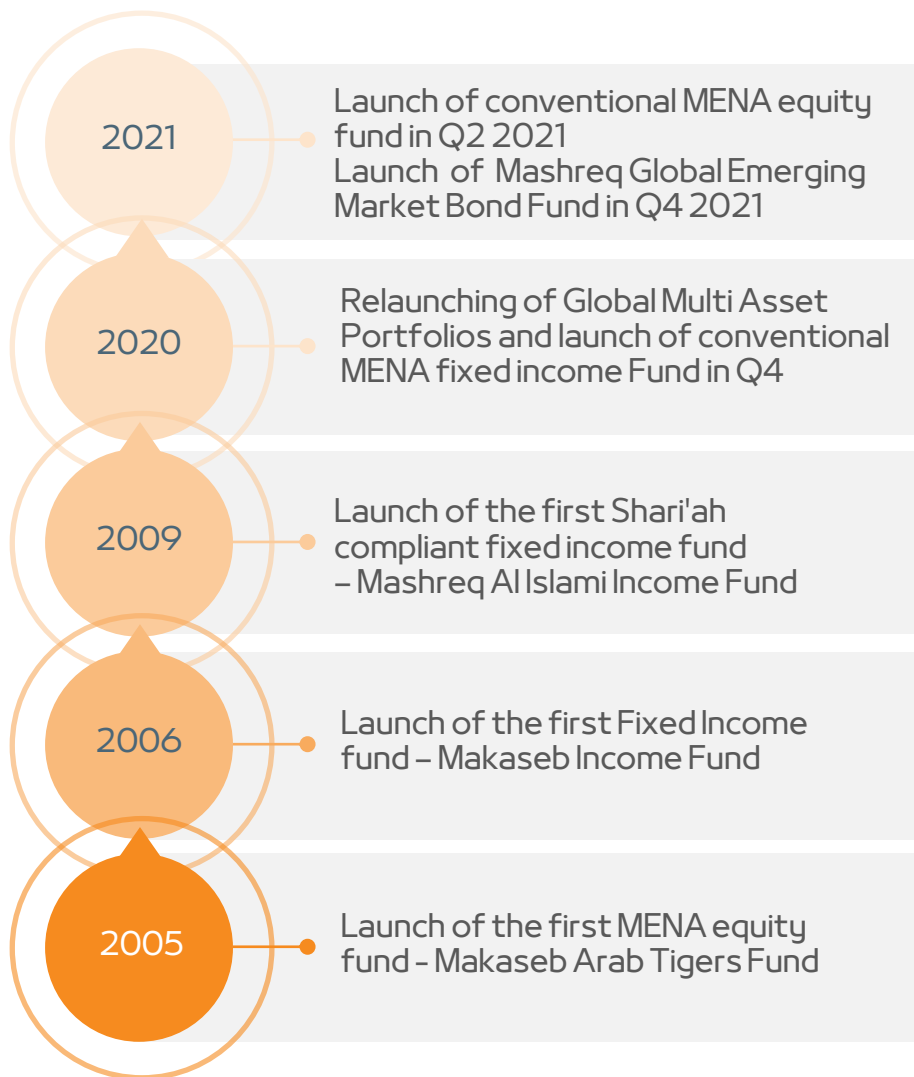 2021
Launch of conventional MENA equity
fund in Q2 2021
Launch of Mashreq Global Emerging
Market Bond Fund in Q4 2021
2020
Relaunching of Global Multi Asset
Portfolios and launch of conventional
MENA fixed income Fund in Q4
2009
Launch of the first Shari'ah
compliant fixed income fund
– Mashreq Al Islami Income Fund
2006
Launch of the first Fixed Income
fund – Makaseb Income Fund
2005
Launch of the first MENA equity
fund - Makaseb Arab Tigers Fund